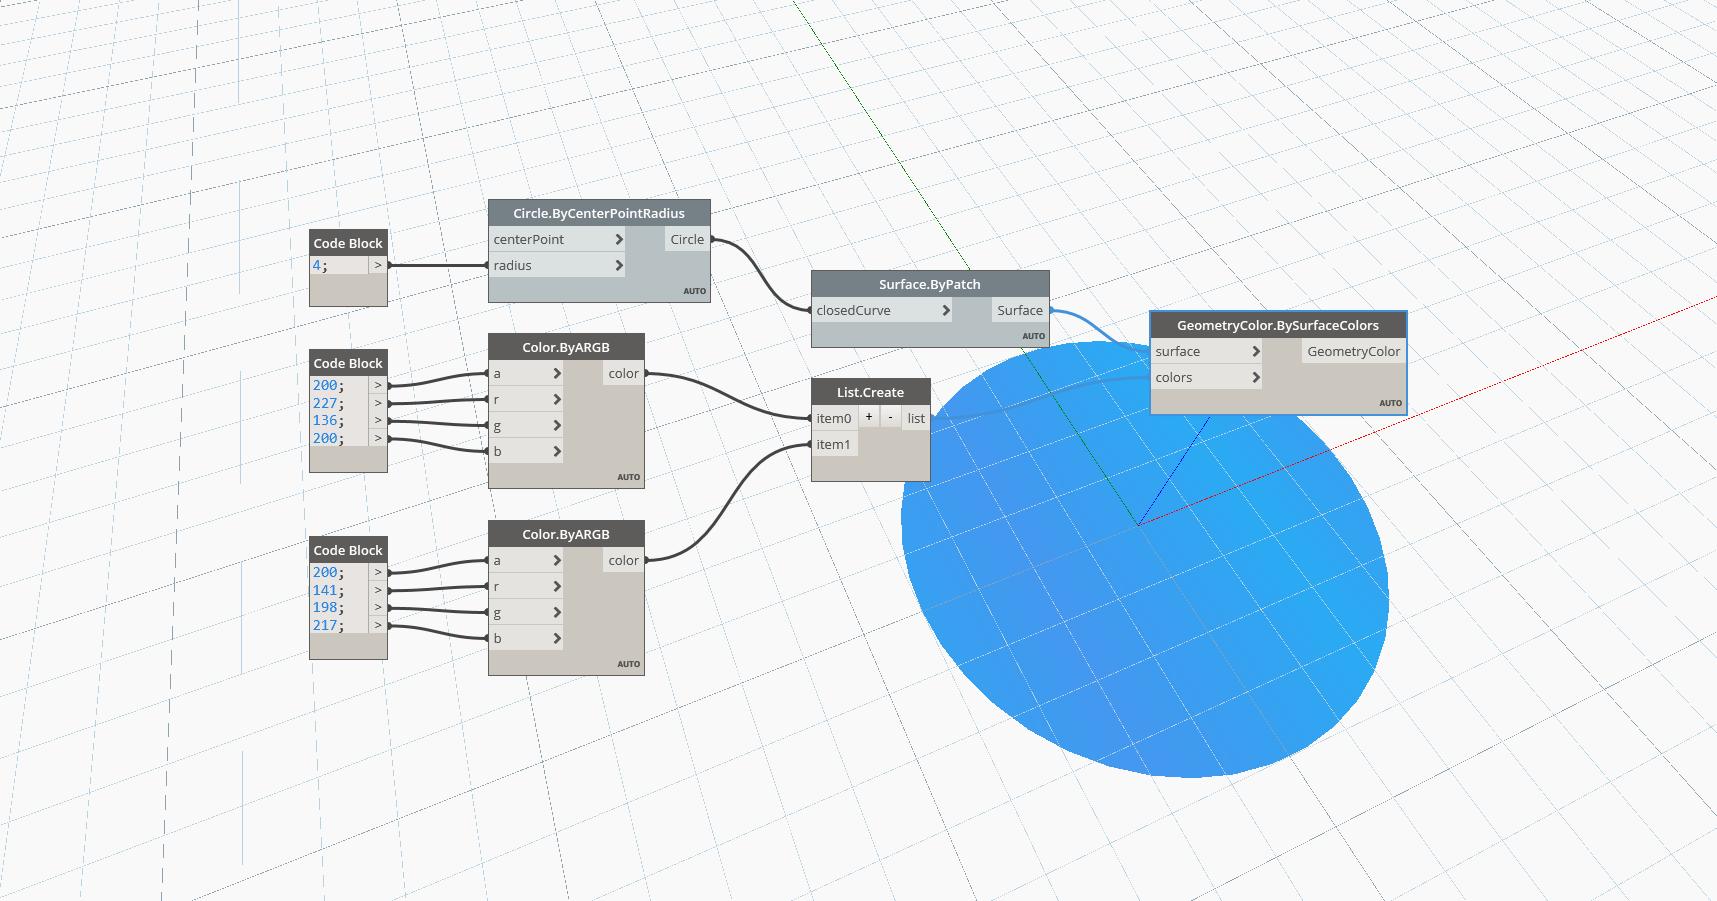 Circle.ByCenterPointRadius
centerPoint > Circle
radius >
AUTO
Code Block
4; >
Surface.ByPatch
closedCurve > Surface
AUTO
GeometryColor.BySurfaceColors
surface > GeometryColor
colors >
AUTO
Code Block
200; >
227; >
136; >
200; >
Color.ByARGB
a > color
r >
g >
b >
AUTO
List.Create
item0 + - list
item1
Code Block
200; >
141; >
198; >
217; >
Color.ByARGB
a > color
r >
g >
b >
AUTO